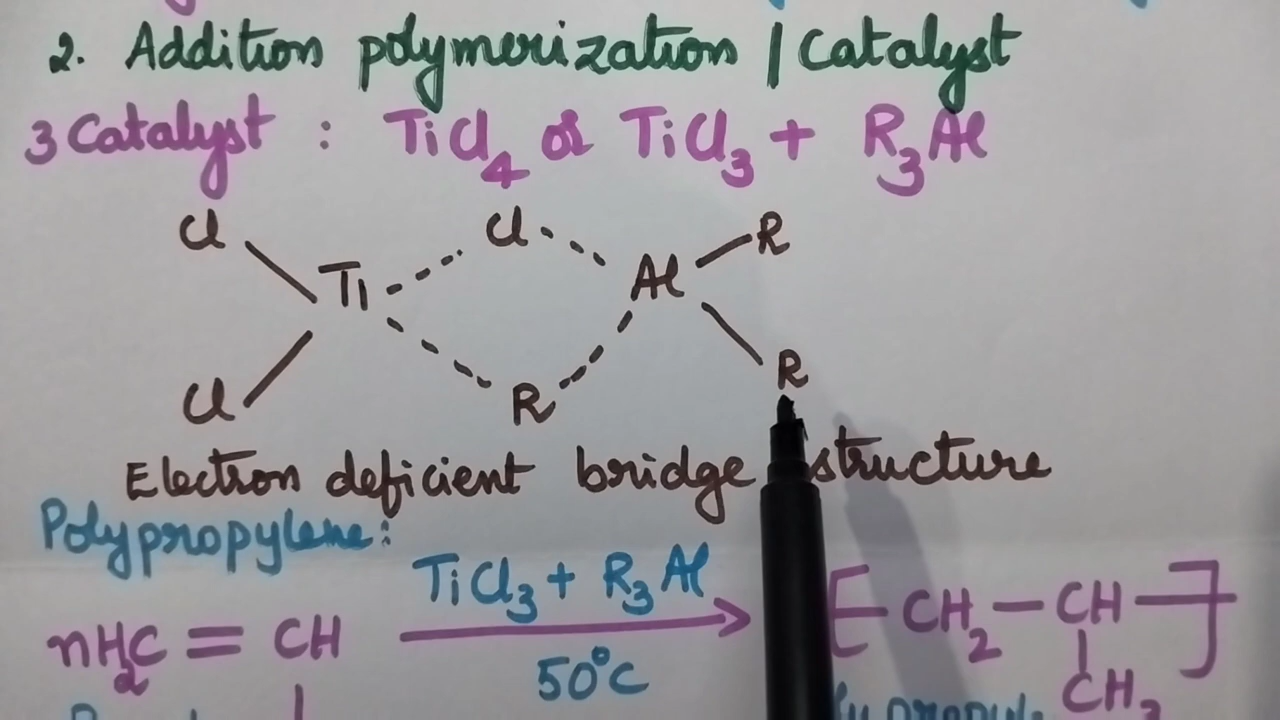 2. Addition polymerization / Catalyst
3 Catalyst : TiCl4 or TiCl3 + R3Al
Cl Cl R
Ti Al
Cl R R
Electron deficient bridge structure
Polypropylene:
TiCl3 + R3Al
nH2C = CH [CH2 - CH]
50°C
CH3